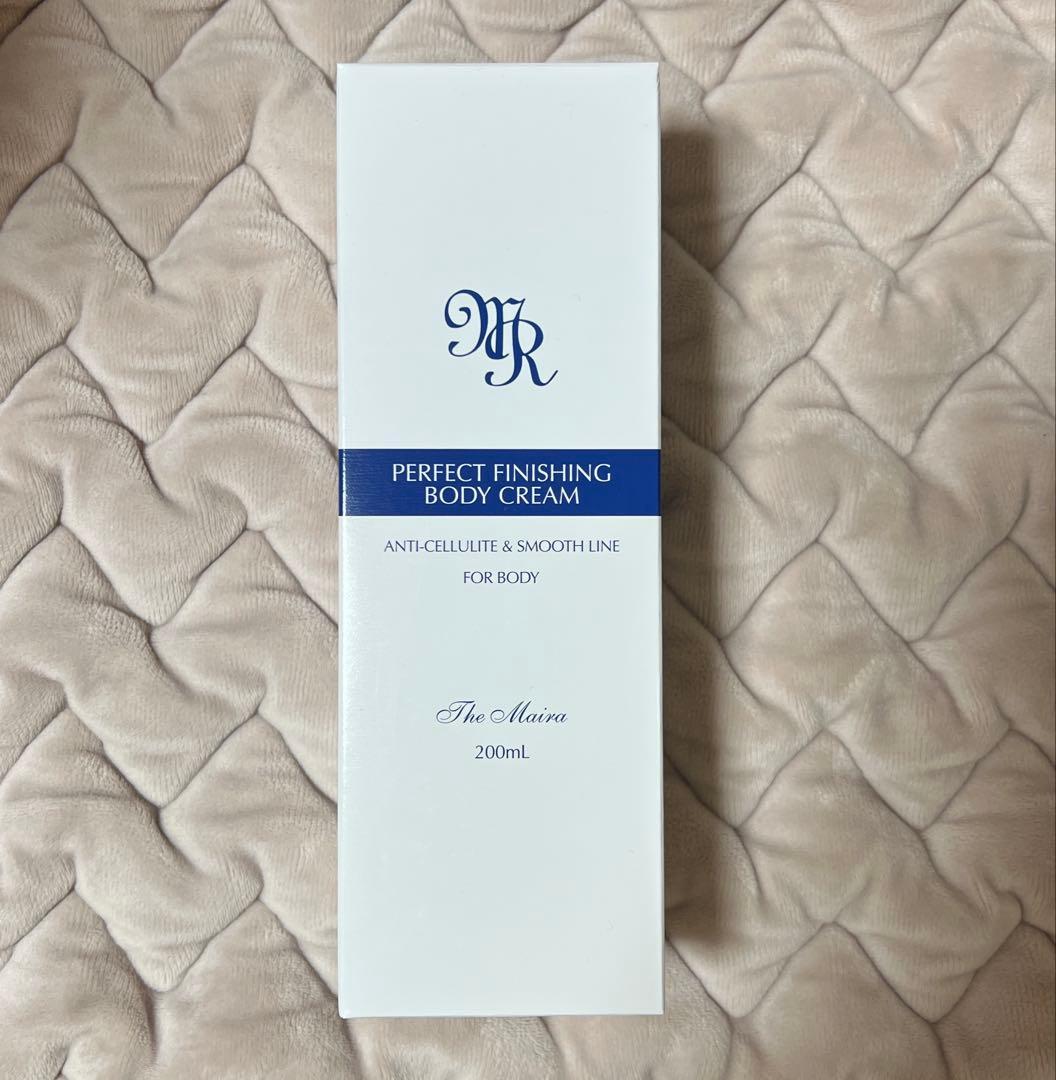 MR
PERFECT FINISHING
BODY CREAM
ANTI-CELLULITE & SMOOTH LINE
FOR BODY
The Maira
200mL